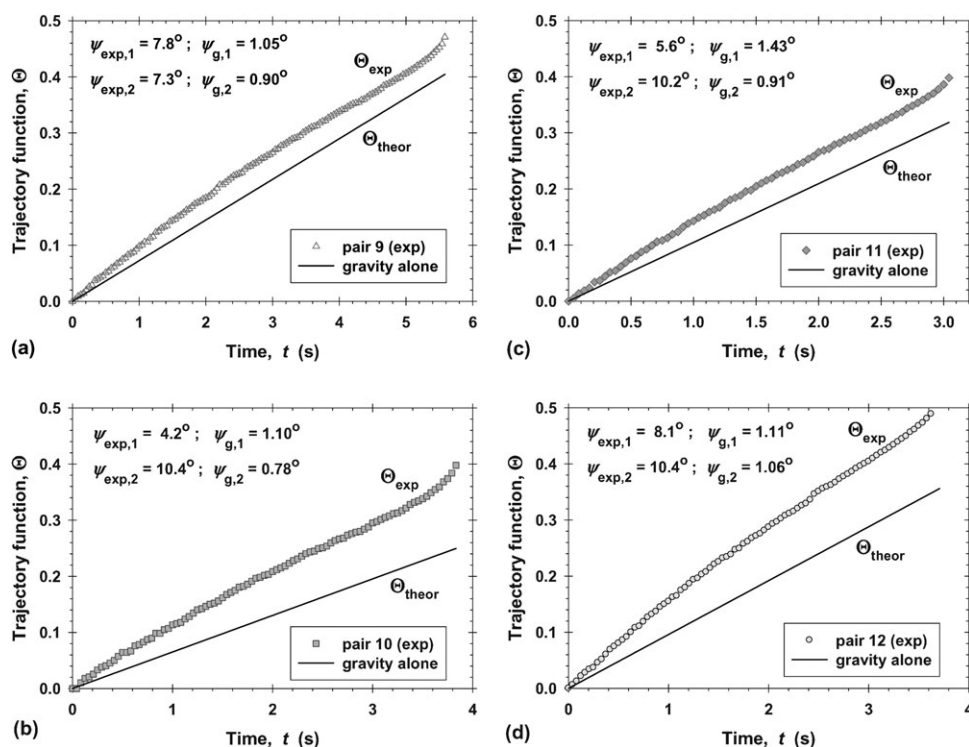 Trajectory function, Θ
0.5
0.4
0.3
0.2
0.1
0.0
ψexp,1 = 7.8° ; ψg,1 = 1.05°
ψexp,2 = 7.3° ; ψg,2 = 0.90°
Θexp
Θtheor
pair 9 (exp)
gravity alone
0 1 2 3 4 5 6
(a)
Time, t (s)
0.5
0.4
0.3
0.2
0.1
0.0
Trajectory function, Θ
ψexp,1 = 5.6° ; ψg,1 = 1.43°
ψexp,2 = 10.2° ; ψg,2 = 0.91°
Θexp
Θtheor
pair 11 (exp)
gravity alone
0.0 0.5 1.0 1.5 2.0 2.5 3.0
(c)
Time, t (s)
Trajectory function, Θ
0.5
0.4
0.3
0.2
0.1
0.0
ψexp,1 = 4.2° ; ψg,1 = 1.10°
ψexp,2 = 10.4° ; ψg,2 = 0.78°
Θexp
Θtheor
pair 10 (exp)
gravity alone
0 1 2 3 4
(b)
Time, t (s)
Trajectory function, Θ
0.5
0.4
0.3
0.2
0.1
0.0
ψexp,1 = 8.1° ; ψg,1 = 1.11°
ψexp,2 = 10.4° ; ψg,2 = 1.06°
Θexp
Θtheor
pair 12 (exp)
gravity alone
0 1 2 3 4
(d)
Time, t (s)